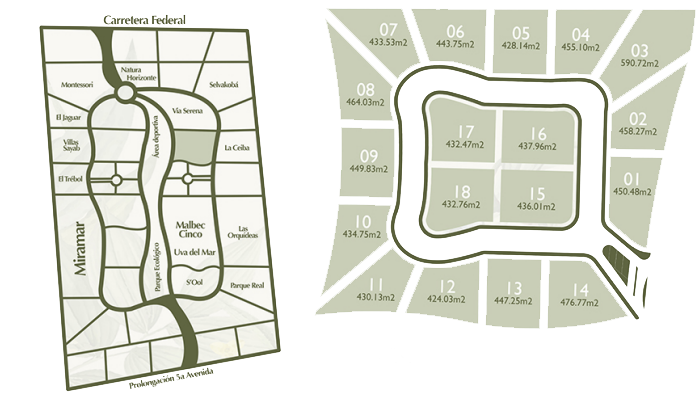 Carretera Federal
Natura
Horizonte
Montessori
Selvakobá
Vía Serena
El Jaguar
Área deportiva
Villas
Sayab
La Ceiba
El Trébol
Miramar
Malbec
Cinco
Las
Orquideas
Uva del Mar
Parque Ecológico
S'Ool
Parque Real
Prolongación 5a Avenida
07
433.53m2
06
443.75m2
05
428.14m2
04
455.10m2
03
590.72m2
08
464.03m2
02
458.27m2
17
432.47m2
16
437.96m2
09
449.83m2
01
450.48m2
18
432.76m2
15
436.01m2
10
434.75m2
11
430.13m2
12
424.03m2
13
447.25m2
14
476.77m2